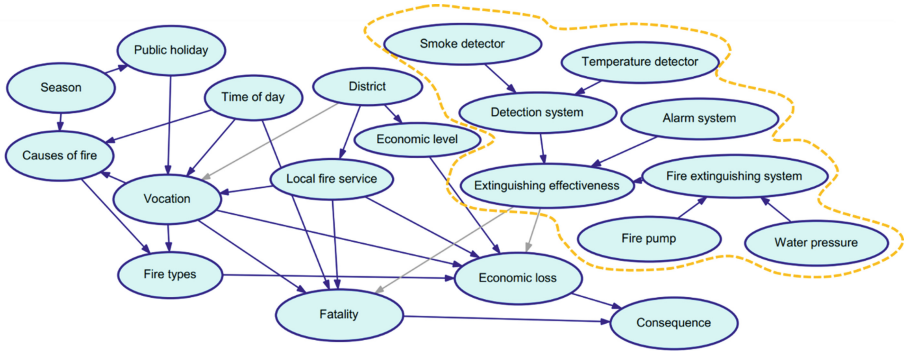 Smoke detector
Public holiday
Temperature detector
Season
Time of day
District
Detection system
Alarm system
Economic level
Causes of fire
Local fire service
Fire extinguishing system
Vocation
Extinguishing effectiveness
Fire pump
Water pressure
Fire types
Economic loss
Fatality
Consequence